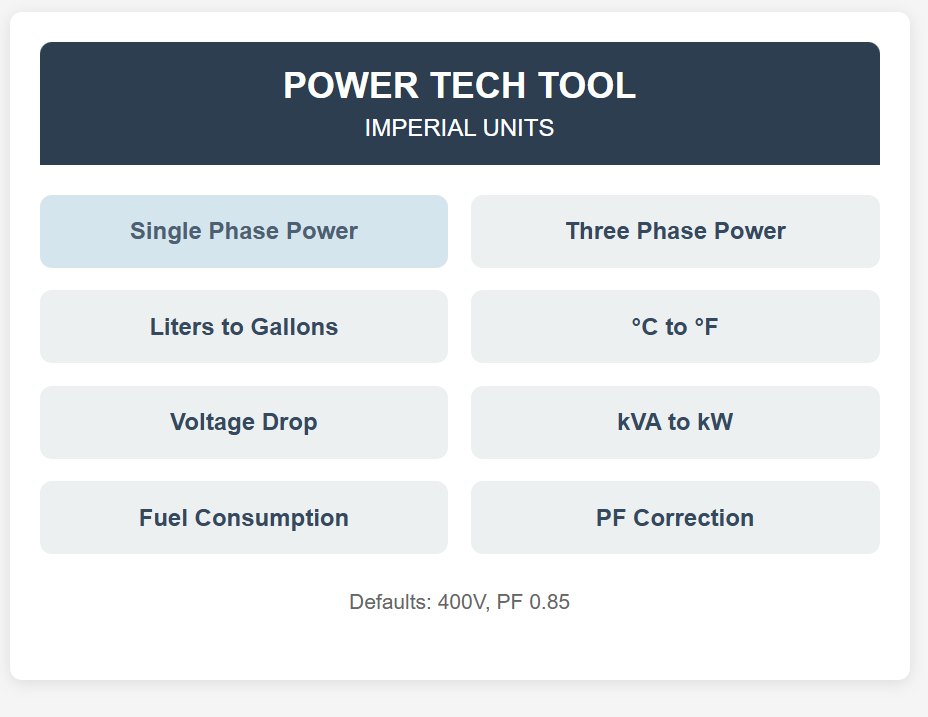 POWER TECH TOOL
IMPERIAL UNITS
Single Phase Power
Three Phase Power
Liters to Gallons
°C to °F
Voltage Drop
kVA to kW
Fuel Consumption
PF Correction
Defaults: 400V, PF 0.85